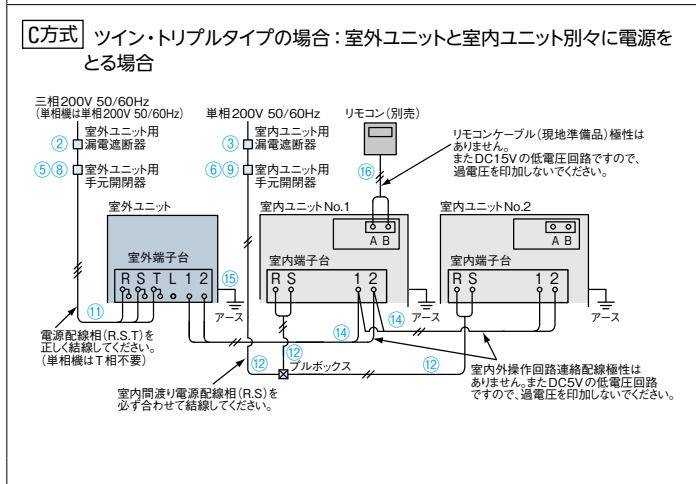 C方式 ツイン・トリプルタイプの場合：室外ユニットと室内ユニット別々に電源を
とる場合
三相200V 50/60Hz
（単相機は単相200V 50/60Hz）
② 室外ユニット用
漏電遮断器
⑤⑧ 室外ユニット用
手元開閉器
単相200V 50/60Hz
③ 室内ユニット用
漏電遮断器
⑥⑨ 室内ユニット用
手元開閉器
リモコン（別売）
⑯
リモコンケーブル（現地準備品）極性は
ありません。
またDC15Vの低電圧回路ですので、
過電圧を印加しないでください。
室外ユニット
室外端子台
R S T L 1 2
⑮
アース
室内ユニットNo.1
A B
室内端子台
R S 1 2
アース
室内ユニットNo.2
A B
室内端子台
R S 1 2
アース
⑪
⑭
⑭
⑫
⑫
⑫
プルボックス
電源配線相（R.S.T）を
正しく結線してください。
（単相機はT相不要）
室内間渡り電源配線相（R.S）を
必ず合わせて結線してください。
室内外操作回路連絡配線極性は
ありません。またDC5Vの低電圧回路
ですので、過電圧を印加しないでください。